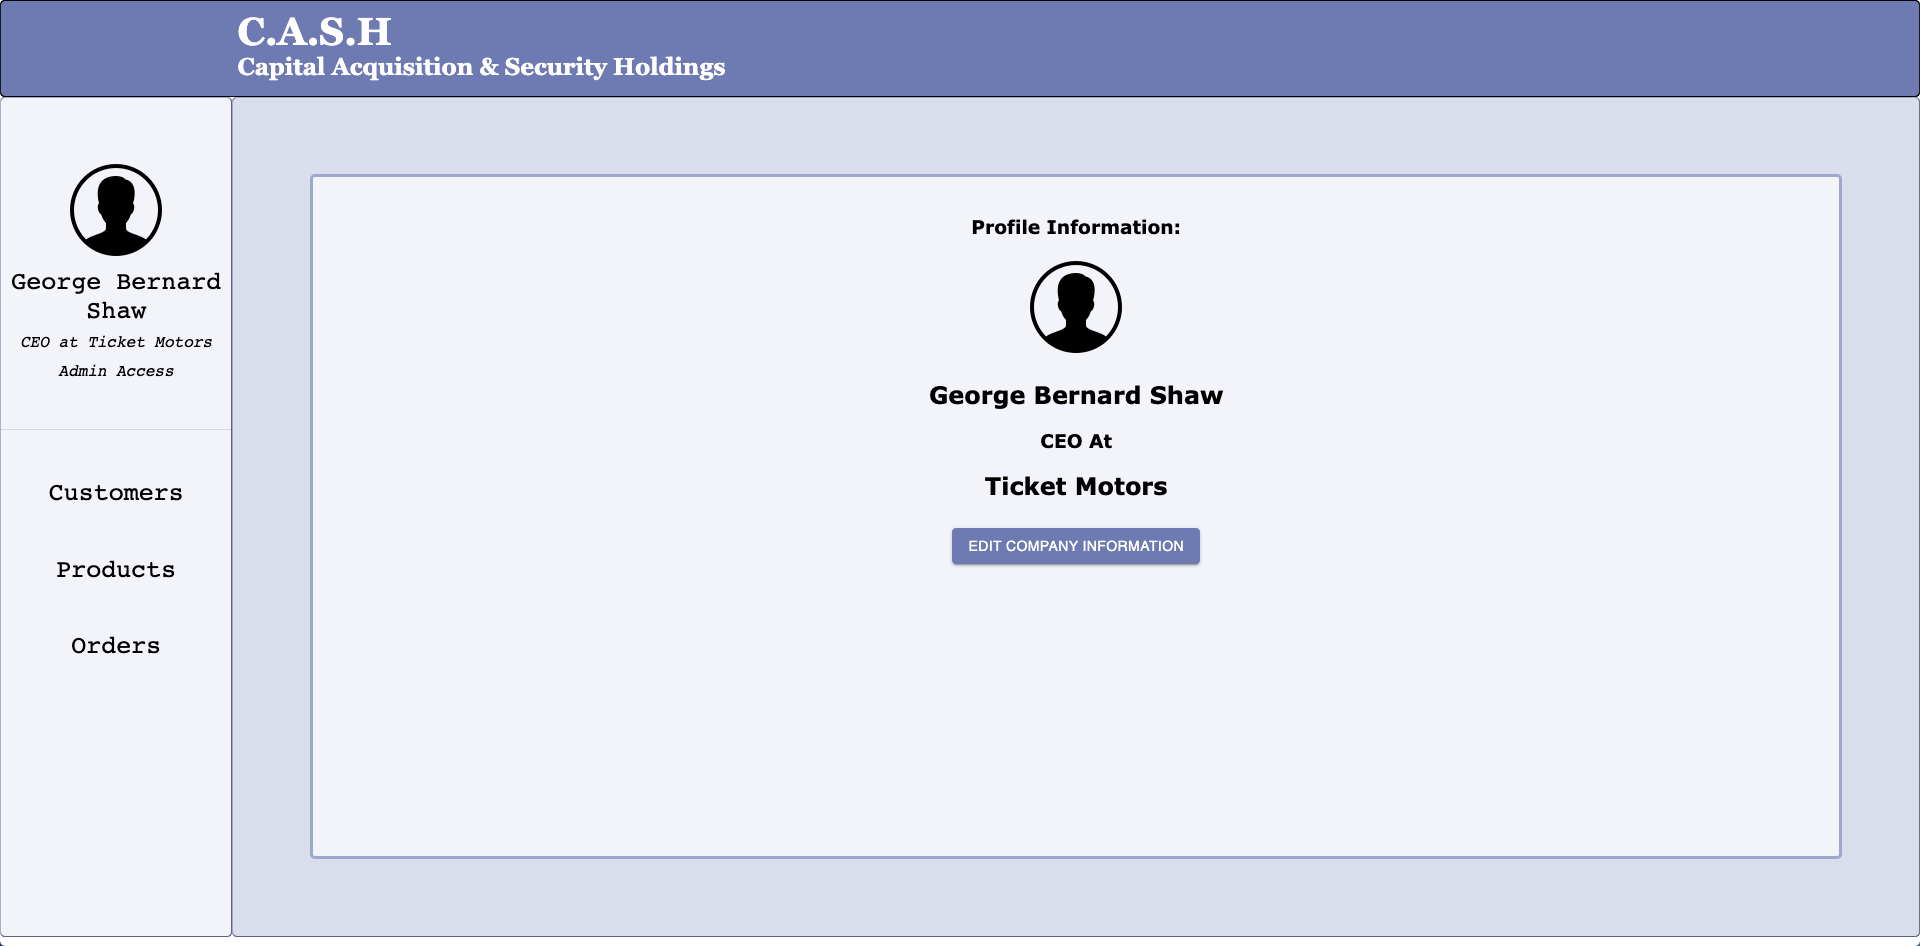 C.A.S.H
Capital Acquisition & Security Holdings
George Bernard
Shaw
CEO at Ticket Motors
Admin Access
Customers
Products
Orders
Profile Information:
George Bernard Shaw
CEO At
Ticket Motors
EDIT COMPANY INFORMATION